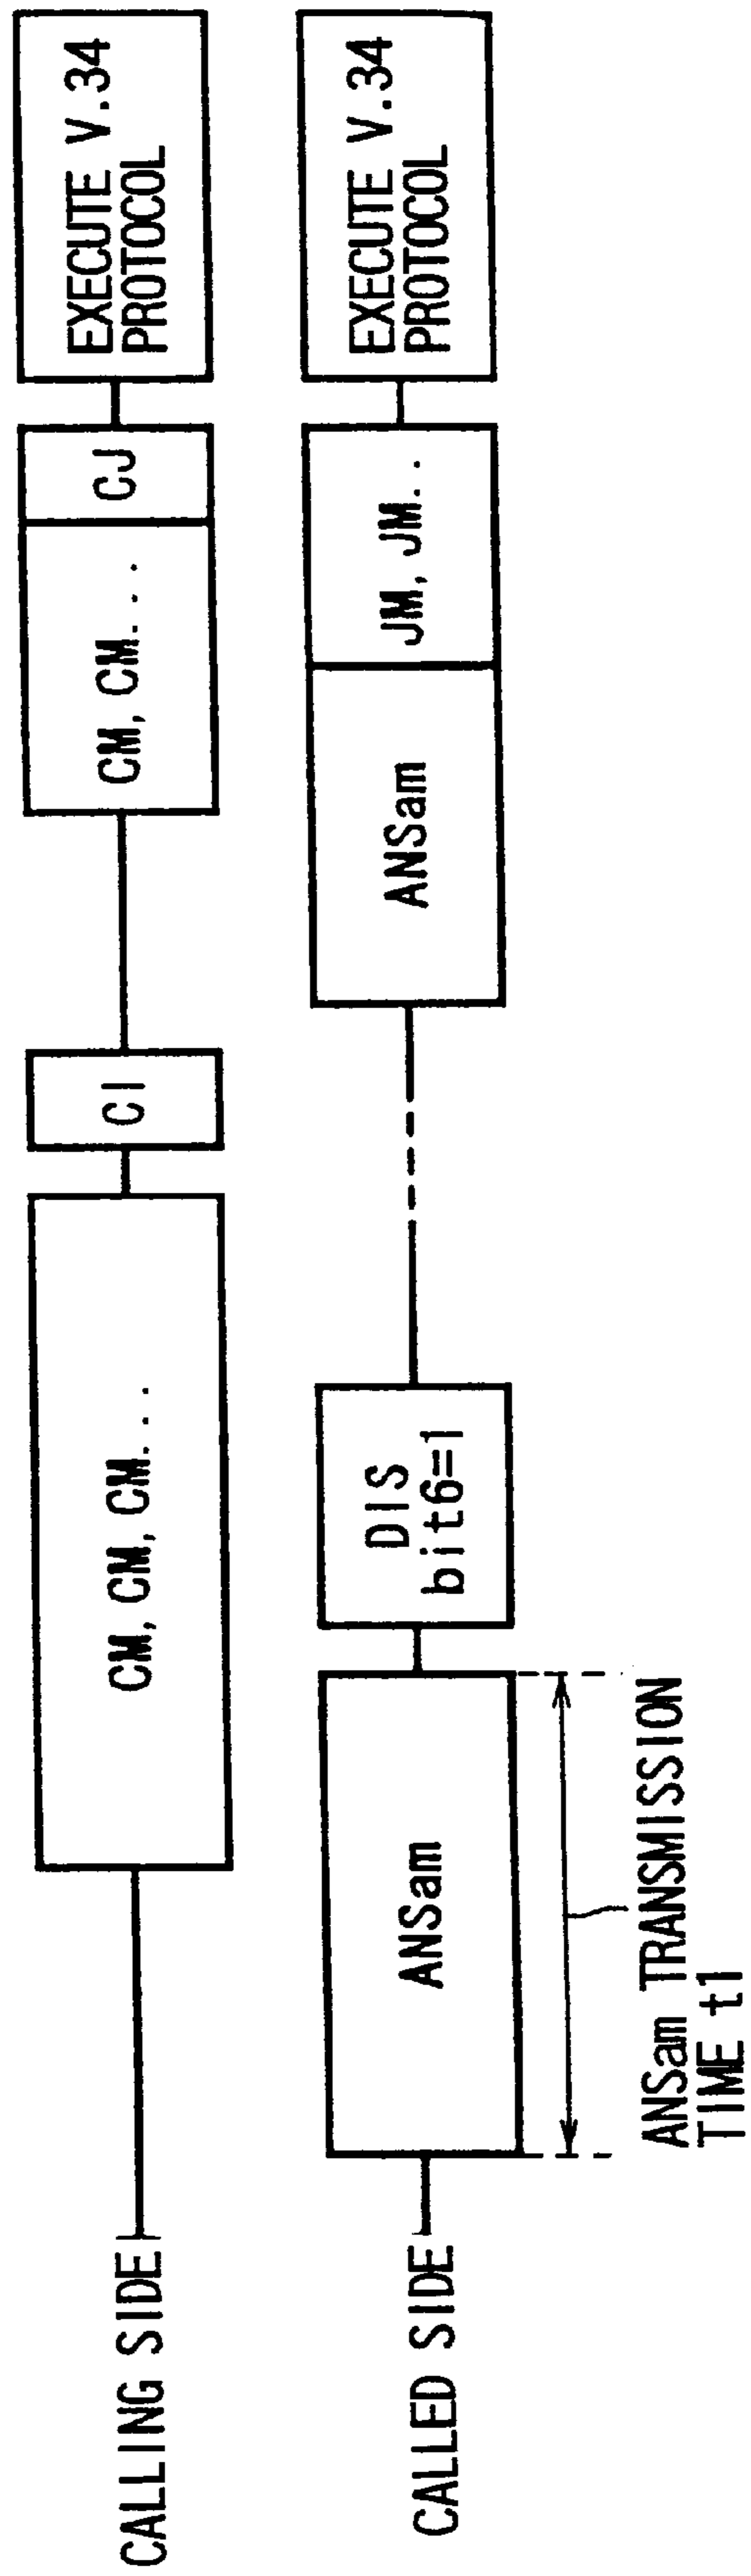 CALLING SIDE
CM, CM, CM...
CI
CM, CM...
CJ
EXECUTE V.34
PROTOCOL
CALLED SIDE
ANSam
DIS
bit6=1
ANSam
JM, JM..
EXECUTE V.34
PROTOCOL
ANSam TRANSMISSION
TIME t1